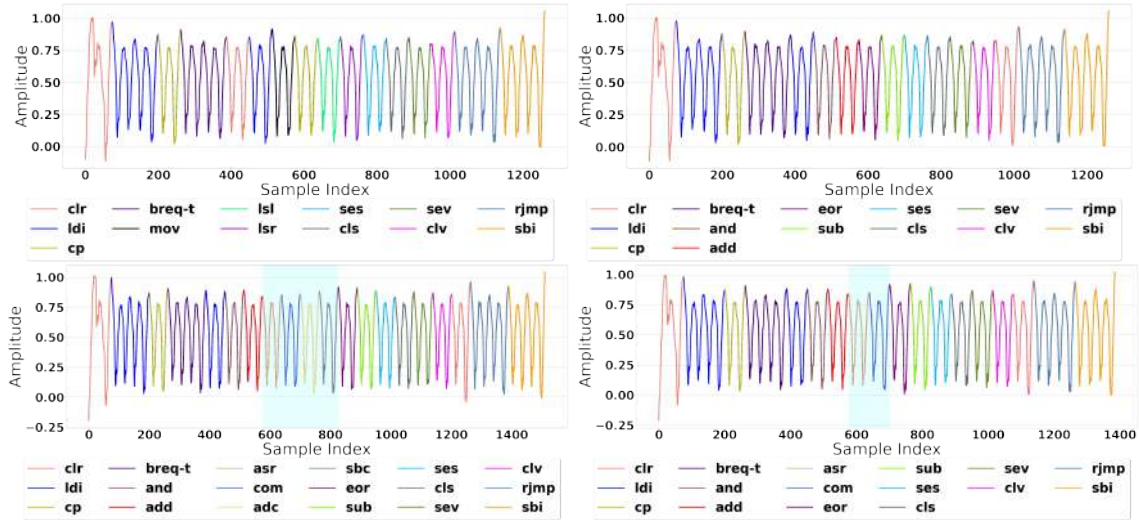 1.00
0.75
0.50
0.25
0.00
Amplitude
0 200 400 600 800 1000 1200
Sample Index
clr breq-t lsl ses sev rjmp
ldi mov lsr cls clv sbi
cp
1.00
0.75
0.50
0.25
0.00
Amplitude
0 200 400 600 800 1000 1200
Sample Index
clr breq-t eor ses sev rjmp
ldi and sub cls clv sbi
cp add
1.00
0.75
0.50
0.25
0.00
−0.25
Amplitude
0 200 400 600 800 1000 1200 1400
Sample Index
clr breq-t asr sbc ses clv
ldi and com eor cls rjmp
cp add adc sub sev sbi
1.00
0.75
0.50
0.25
0.00
−0.25
Amplitude
0 200 400 600 800 1000 1200 1400
Sample Index
clr breq-t asr sub sev rjmp
ldi and com ses clv sbi
cp add eor cls